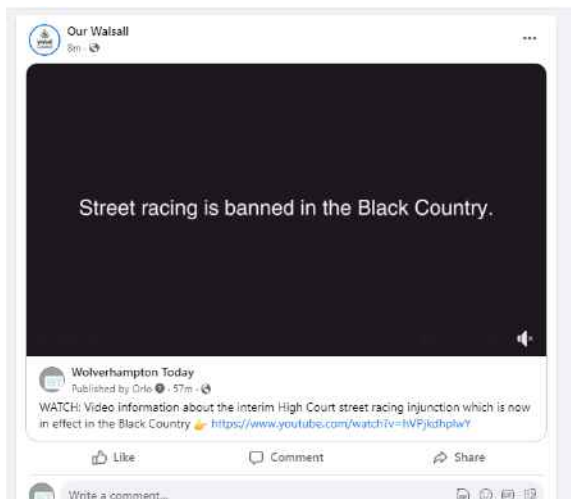 Our Walsall
8m
Street racing is banned in the Black Country.
Wolverhampton Today
Published by Orlo · 57m
WATCH: Video information about the interim High Court street racing injunction which is now
in effect in the Black Country 👉 https://www.youtube.com/watch?v=hVPjkdhplwY
Like Comment Share
Write a comment...